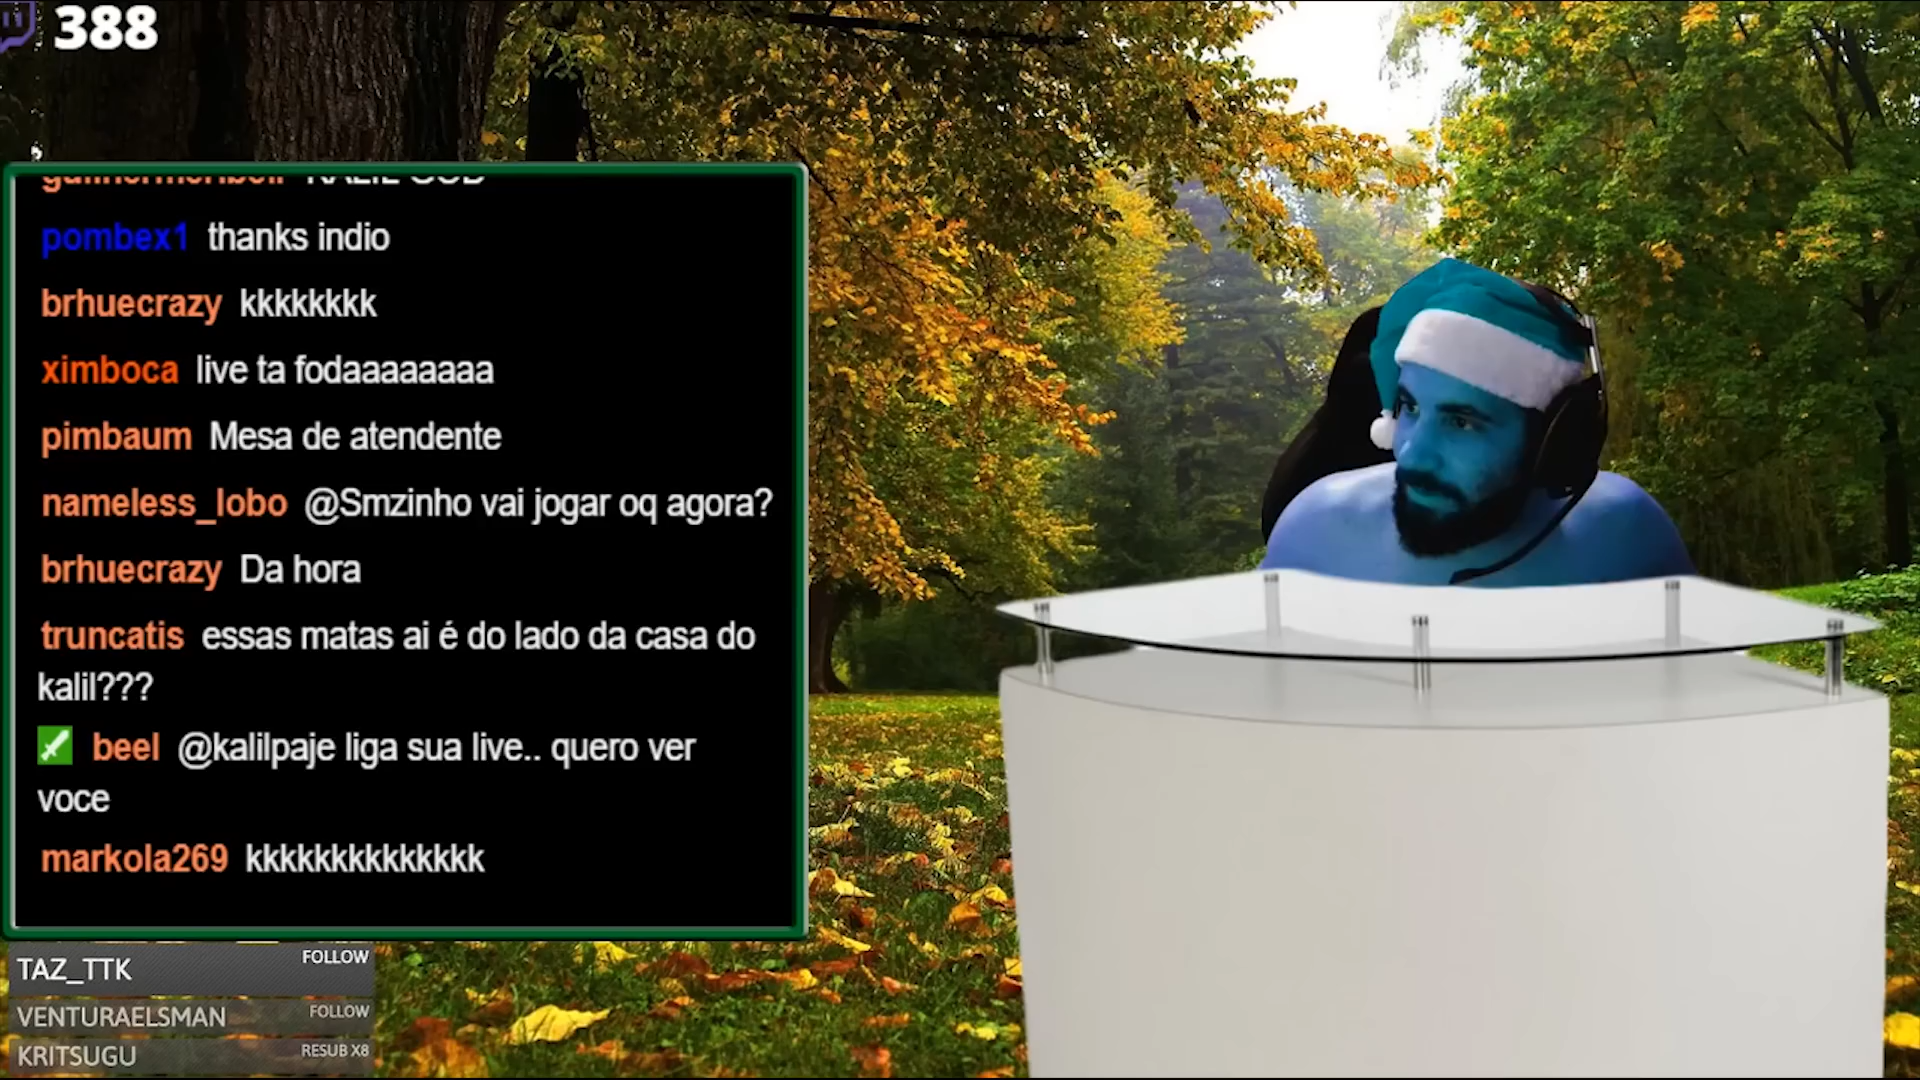 388
pombex1 thanks indio
brhuecrazy kkkkkkkk
ximboca live ta fodaaaaaaaa
pimbaum Mesa de atendente
nameless_lobo @Smzinho vai jogar oq agora?
brhuecrazy Da hora
truncatis essas matas ai é do lado da casa do
kalil???
beel @kalilpaje liga sua live.. quero ver
voce
markola269 kkkkkkkkkkkkkk
TAZ_TTK FOLLOW
VENTURAELSMAN FOLLOW
KRITSUGU RESUB X8